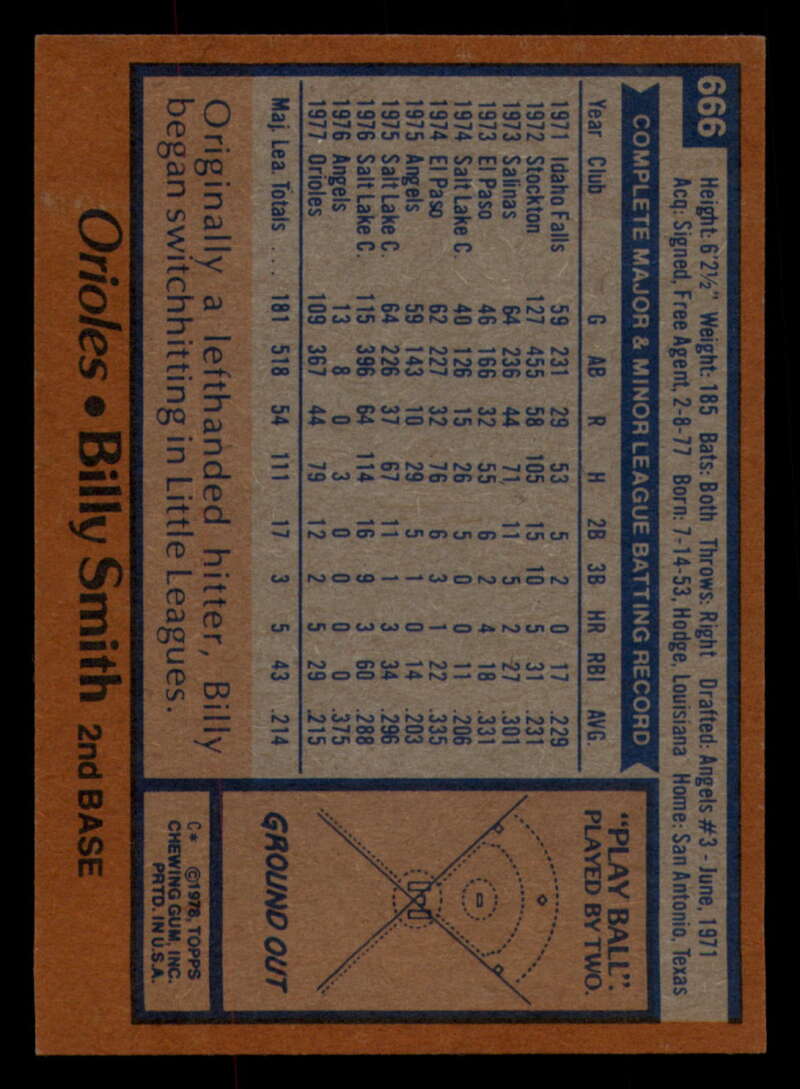 666
Height: 6'2½" Weight: 185 Bats: Both Throws: Right Drafted: Angels #3 - June, 1971
Acq: Signed, Free Agent, 2-8-77 Born: 7-14-53, Hodge, Louisiana Home: San Antonio, Texas
COMPLETE MAJOR & MINOR LEAGUE BATTING RECORD
Year Club G AB R H 2B 3B HR RBI AVG.
1971 Idaho Falls 59 231 29 53 5 2 0 17 .229
1972 Stockton 127 455 58 105 15 10 5 31 .231
1973 Salinas 64 236 44 71 11 5 2 27 .301
1973 El Paso 46 166 32 55 6 2 4 18 .331
1974 Salt Lake C. 40 126 15 26 5 0 0 11 .206
1974 El Paso 62 227 32 76 6 3 1 22 .335
1975 Angels 59 143 10 29 5 1 0 14 .203
1975 Salt Lake C. 64 226 37 67 11 1 3 34 .296
1976 Salt Lake C. 115 396 64 114 16 9 3 60 .288
1976 Angels 13 8 0 3 0 0 0 0 .375
1977 Orioles 109 367 44 79 12 2 5 29 .215
Maj. Lea. Totals .... 181 518 54 111 17 3 5 43 .214
Originally a lefthanded hitter, Billy
began switchhitting in Little Leagues.
"PLAY BALL".
PLAYED BY TWO.
GROUND OUT
C* ©1978, TOPPS
CHEWING GUM, INC.
PRTD. IN U.S.A.
Orioles • Billy Smith 2nd BASE